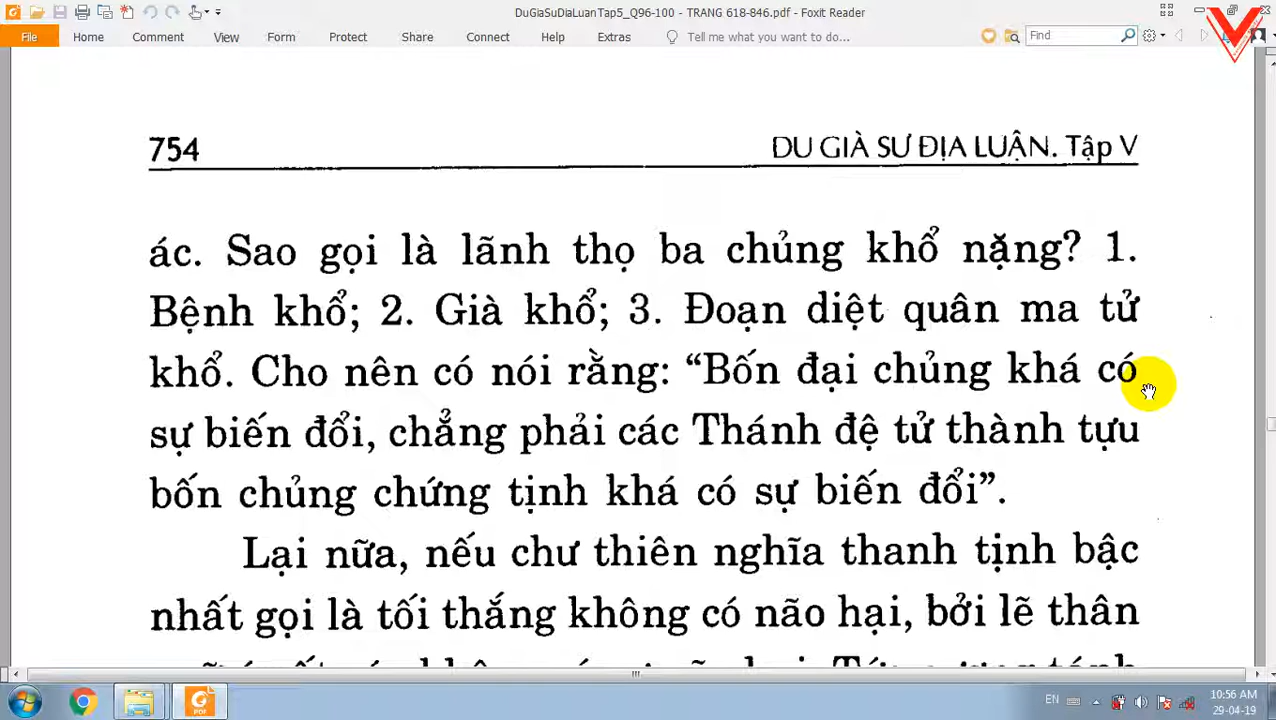 DuGiaSuDiaLuanTap5_Q96-100 - TRANG 618-846.pdf - Foxit Reader
File Home Comment View Form Protect Share Connect Help Extras Tell me what you want to do... Find
754 DU GIÀ SƯ ĐỊA LUẬN. Tập V
ác. Sao gọi là lãnh thọ ba chủng khổ nặng? 1.
Bệnh khổ; 2. Già khổ; 3. Đoạn diệt quân ma tử
khổ. Cho nên có nói rằng: “Bốn đại chủng khá có
sự biến đổi, chẳng phải các Thánh đệ tử thành tựu
bốn chủng chứng tịnh khá có sự biến đổi”.
Lại nữa, nếu chư thiên nghĩa thanh tịnh bậc
nhất gọi là tối thắng không có não hại, bởi lẽ thân
EN 10:56 AM
29-04-19